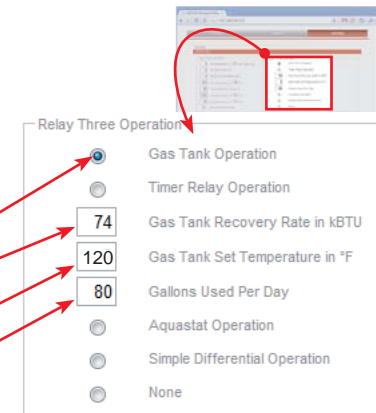 Relay Three Operation
Gas Tank Operation
Timer Relay Operation
74 Gas Tank Recovery Rate in kBTU
120 Gas Tank Set Temperature in °F
80 Gallons Used Per Day
Aquastat Operation
Simple Differential Operation
None